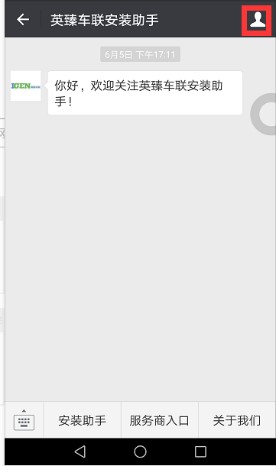 英臻车联安装助手
6月5日 下午17:11
你好，欢迎关注英臻车联安装助
手！
安装助手 服务商入口 关于我们